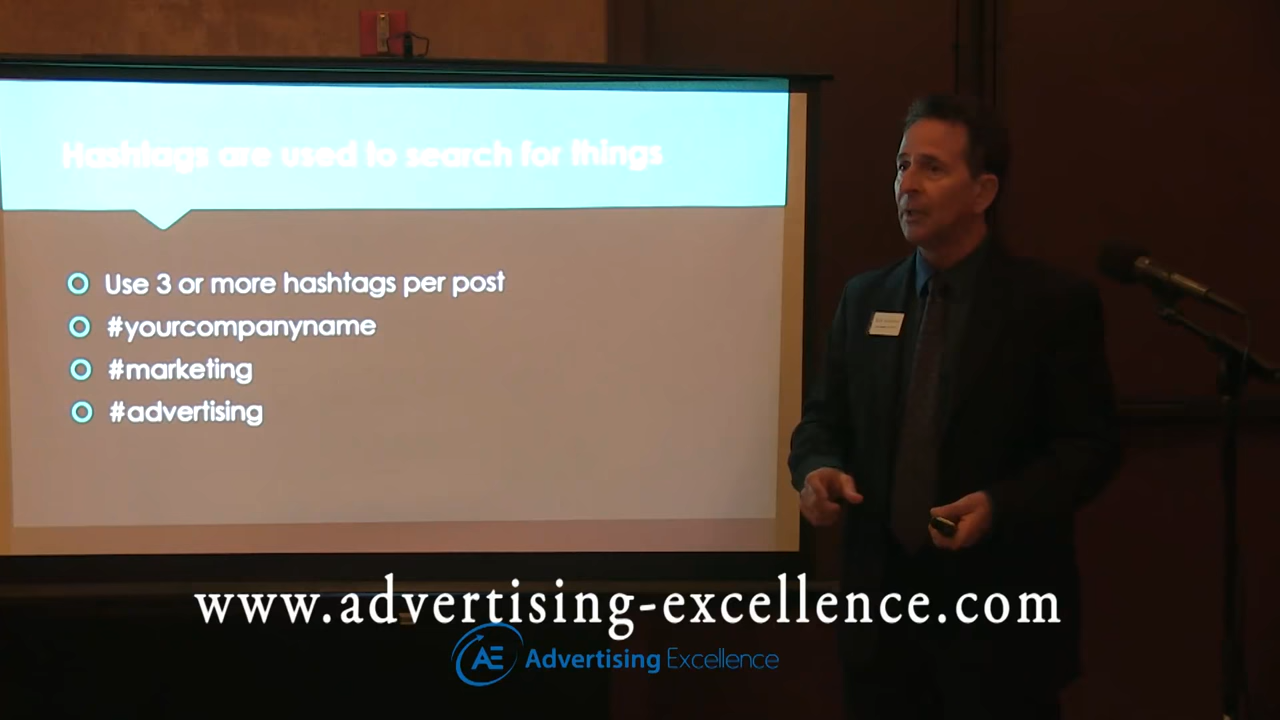 Hashtags are used to search for things
Use 3 or more hashtags per post
#yourcompanyname
#marketing
#advertising
www.advertising-excellence.com
AE Advertising Excellence